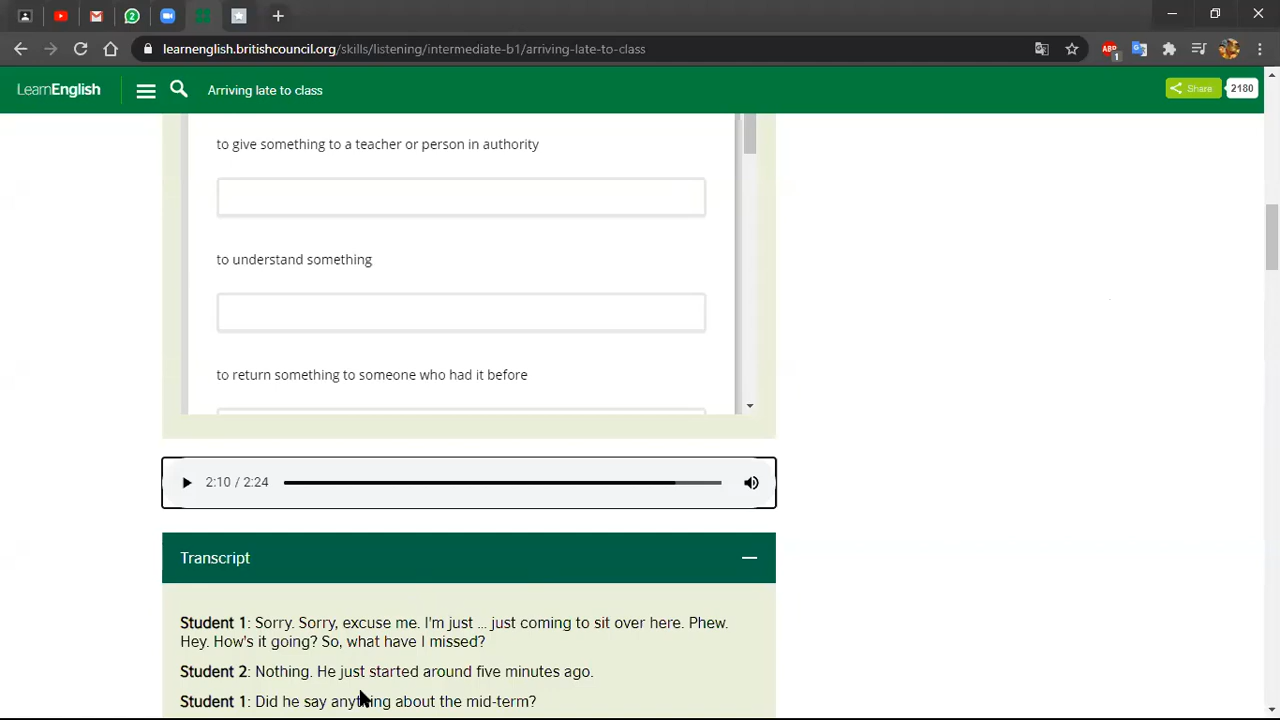 learnenglish.britishcouncil.org/skills/listening/intermediate-b1/arriving-late-to-class
LearnEnglish
Arriving late to class
Share
2180
to give something to a teacher or person in authority
to understand something
to return something to someone who had it before
2:10 / 2:24
Transcript
Student 1: Sorry. Sorry, excuse me. I'm just ... just coming to sit over here. Phew.
Hey. How's it going? So, what have I missed?
Student 2: Nothing. He just started around five minutes ago.
Student 1: Did he say anything about the mid-term?